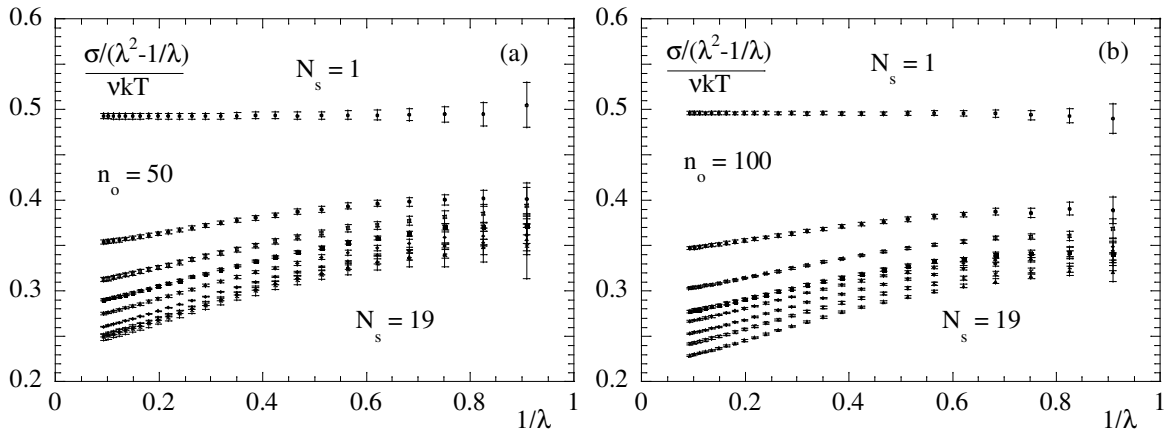 0.6
0.5
0.4
0.3
0.2
σ/(λ²-1/λ)
νkT
N_s = 1
(a)
n_o = 50
N_s = 19
0 0.2 0.4 0.6 0.8 1
1/λ
0.6
0.5
0.4
0.3
0.2
σ/(λ²-1/λ)
νkT
N_s = 1
(b)
n_o = 100
N_s = 19
0 0.2 0.4 0.6 0.8 1
1/λ